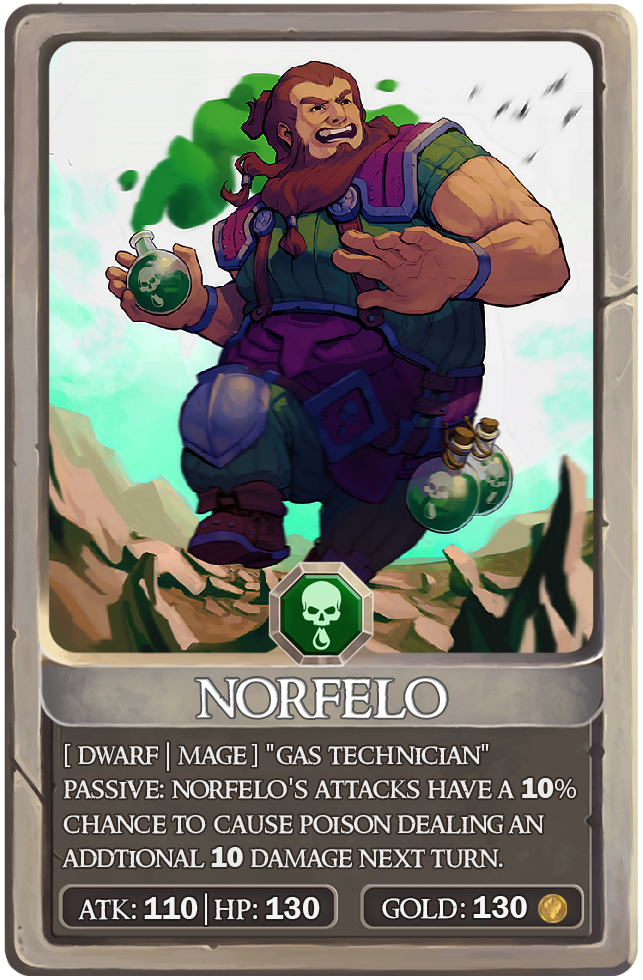 NORFELO
[ DWARF | MAGE ] "GAS TECHNICIAN"
PASSIVE: NORFELO'S ATTACKS HAVE A 10%
CHANCE TO CAUSE POISON DEALING AN
ADDTIONAL 10 DAMAGE NEXT TURN.
ATK: 110 | HP: 130 GOLD: 130